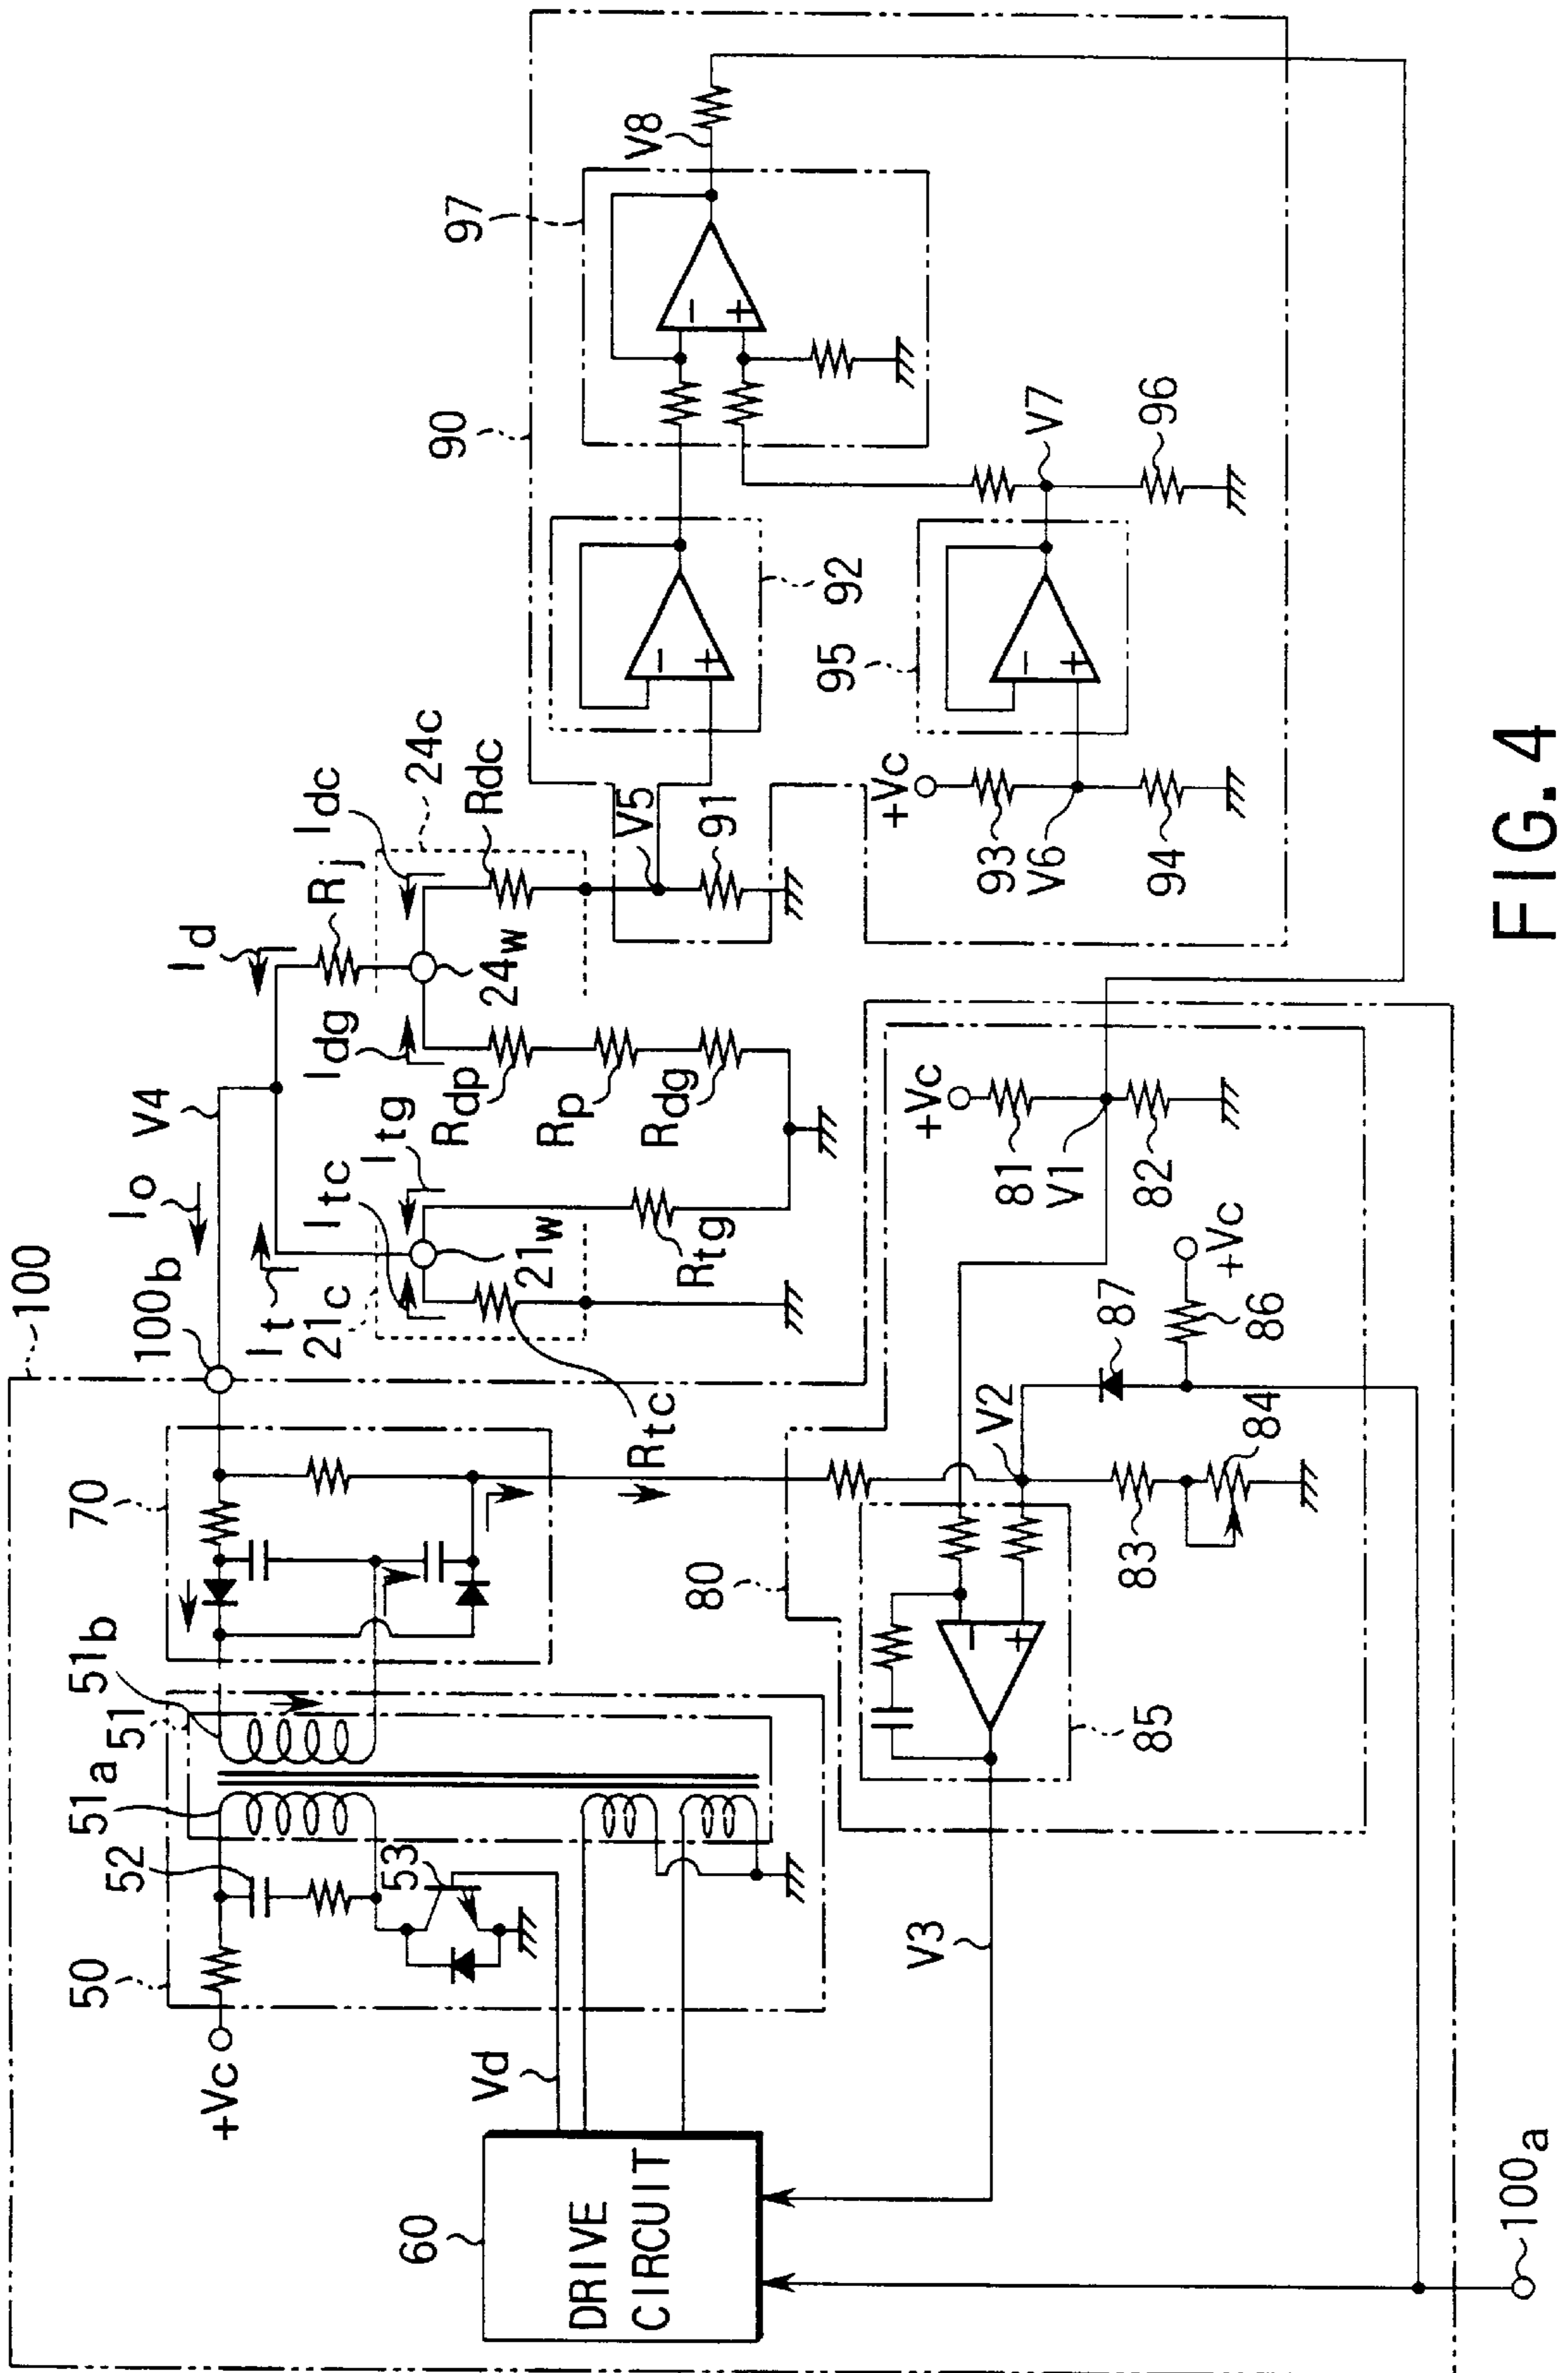 100
50
52
51a
51
51b
70
100b
Io
V4
+Vc
53
It
21c
Itc
Itg
Idg
Id
Rj
Idc
24c
Vd
60
DRIVE
CIRCUIT
Rtc
21w
Rtg
Rdp
Rp
Rdg
24w
Rdc
90
97
V8
V5
91
92
95
80
V3
85
V2
87
83
84
86
+Vc
+Vc
81
V1
82
+Vc
93
V6
94
V7
96
100a
FIG. 4